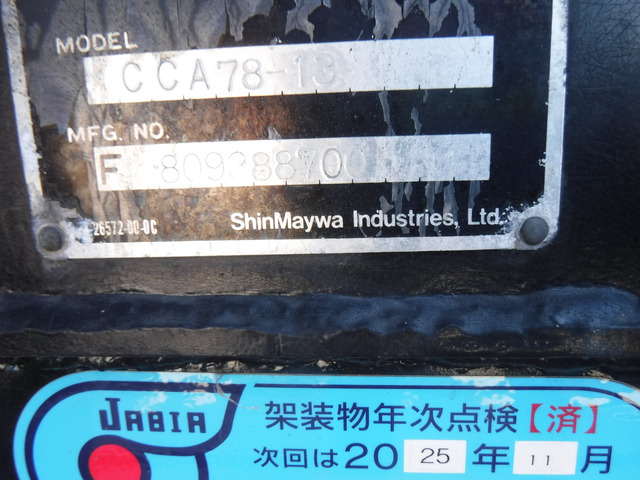 MODEL
CCA78-13
MFG. NO.
F 809388700
26572-00-0C
ShinMaywa Industries, Ltd.
JABIA
架装物年次点検【済】
次回は2025年11月